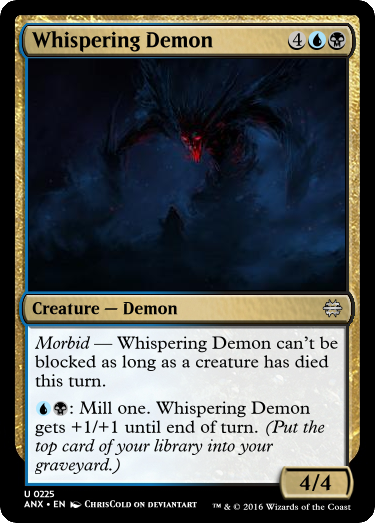 Whispering Demon 4
Creature — Demon
Morbid — Whispering Demon can't be
blocked as long as a creature has died
this turn.
: Mill one. Whispering Demon
gets +1/+1 until end of turn. (Put the
top card of your library into your
graveyard.)
4/4
U 0225
ANX • EN ChrisCold on deviantart
™ & © 2016 Wizards of the Coast